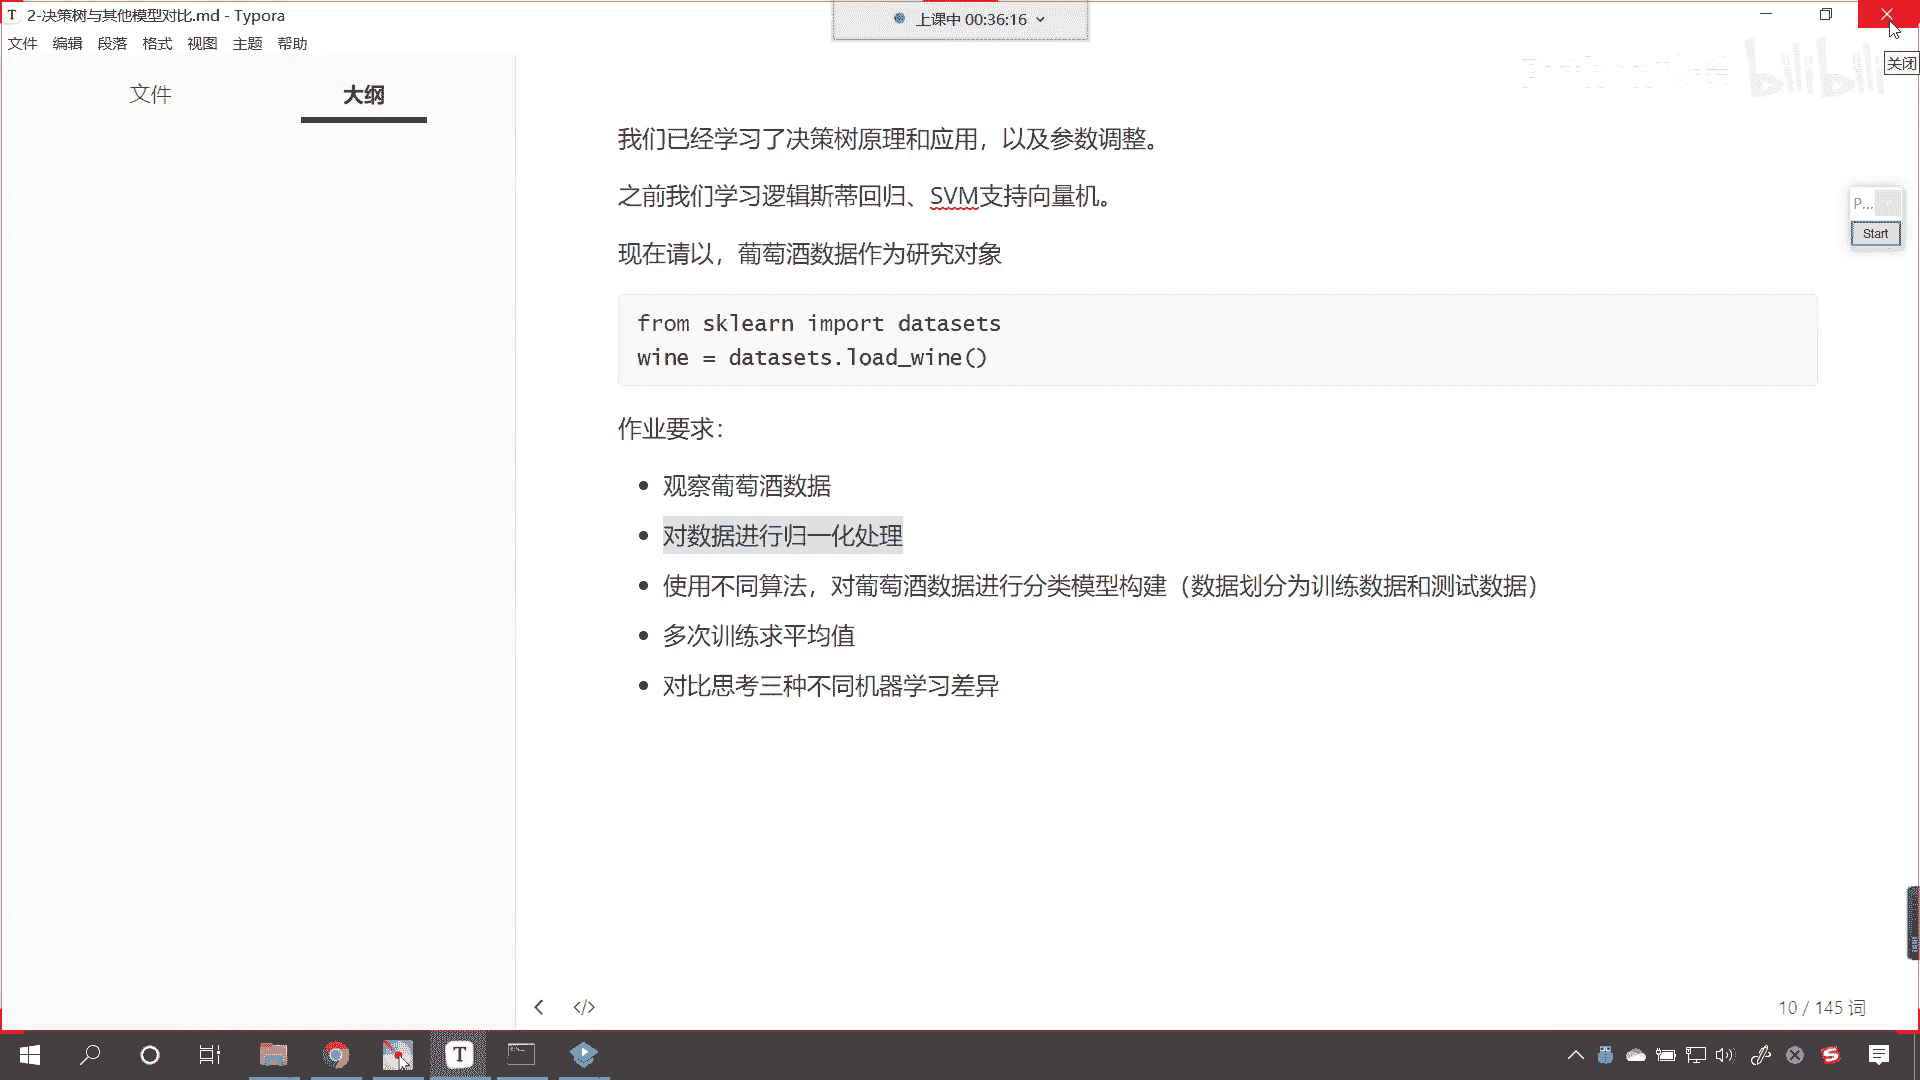 2-决策树与其他模型对比.md - Typora
上课中 00:36:16
文件 编辑 段落 格式 视图 主题 帮助
bilibili
关闭
文件
大纲
我们已经学习了决策树原理和应用，以及参数调整。
之前我们学习逻辑斯蒂回归、SVM支持向量机。
P...
Start
现在请以，葡萄酒数据作为研究对象
from sklearn import datasets
wine = datasets.load_wine()
作业要求：
观察葡萄酒数据
对数据进行归一化处理
使用不同算法，对葡萄酒数据进行分类模型构建（数据划分为训练数据和测试数据）
多次训练求平均值
对比思考三种不同机器学习差异
10 / 145 词